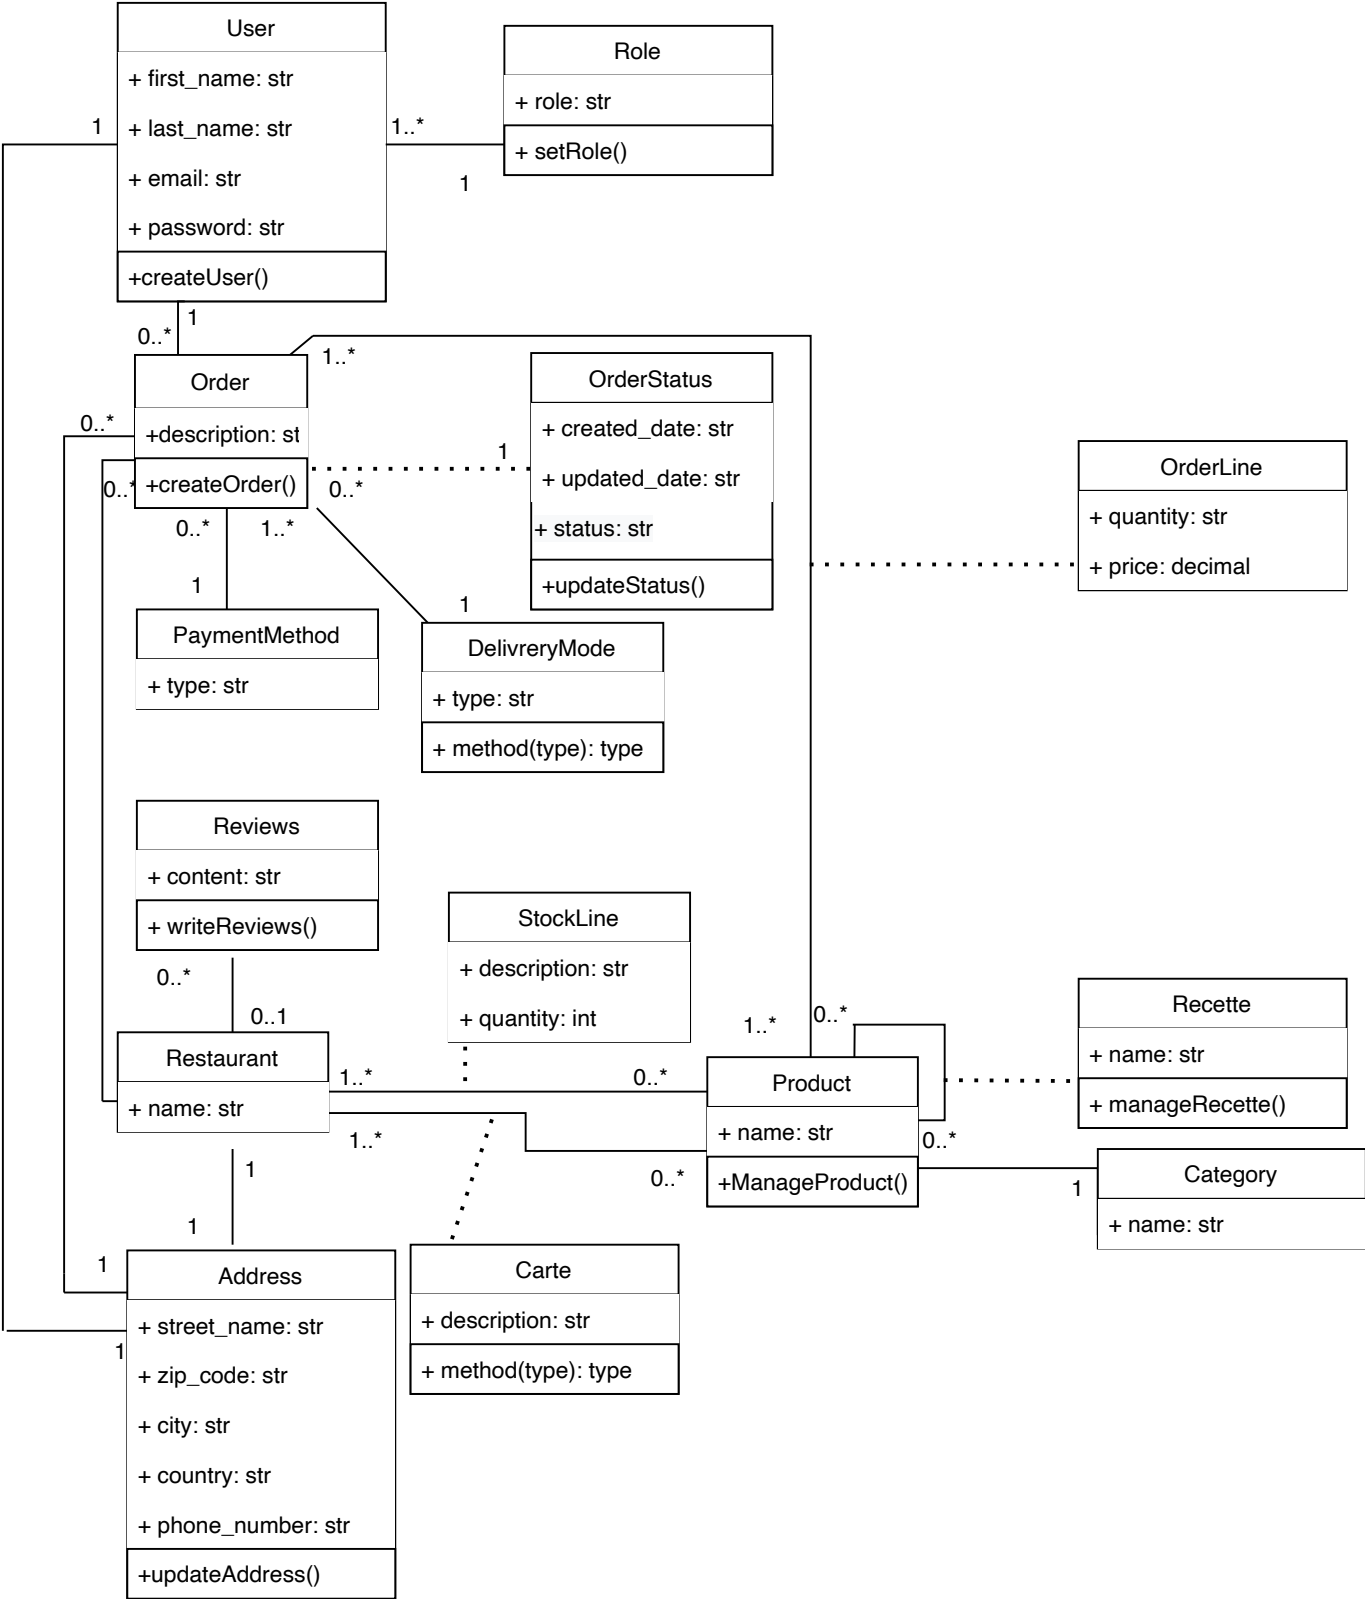 User
+ first_name: str
+ last_name: str
+ email: str
+ password: str
+createUser()
Role
+ role: str
+ setRole()
1
1..*
1
1
0..*
1..*
Order
+description: st
+createOrder()
0..*
0..*
0..*
1
OrderStatus
+ created_date: str
+ updated_date: str
+ status: str
+updateStatus()
OrderLine
+ quantity: str
+ price: decimal
0..*
1..*
1
1
PaymentMethod
+ type: str
DelivreryMode
+ type: str
+ method(type): type
Reviews
+ content: str
+ writeReviews()
0..*
0..1
StockLine
+ description: str
+ quantity: int
Restaurant
+ name: str
1..*
0..*
1..*
0..*
1..*
0..*
Product
+ name: str
+ManageProduct()
0..*
Recette
+ name: str
+ manageRecette()
1
Category
+ name: str
1
1
1
1
Address
+ street_name: str
+ zip_code: str
+ city: str
+ country: str
+ phone_number: str
+updateAddress()
Carte
+ description: str
+ method(type): type